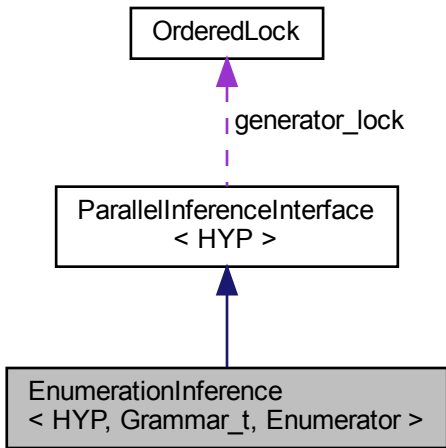 OrderedLock
generator_lock
ParallelInferenceInterface
< HYP >
EnumerationInference
< HYP, Grammar_t, Enumerator >